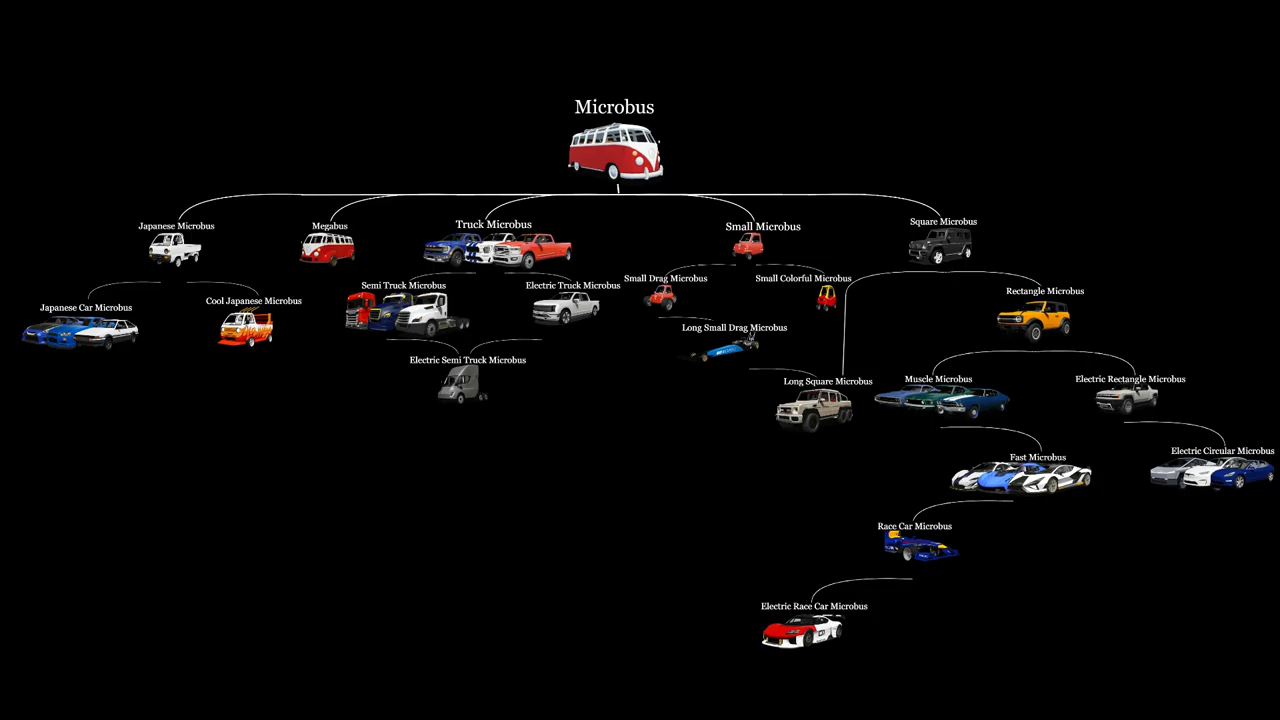 Microbus
Japanese Microbus
Megabus
Truck Microbus
Small Microbus
Square Microbus
Japanese Car Microbus
Cool Japanese Microbus
Semi Truck Microbus
Electric Truck Microbus
Small Drag Microbus
Small Colorful Microbus
Rectangle Microbus
Long Small Drag Microbus
Electric Semi Truck Microbus
Long Square Microbus
Muscle Microbus
Electric Rectangle Microbus
Fast Microbus
Electric Circular Microbus
Race Car Microbus
Electric Race Car Microbus